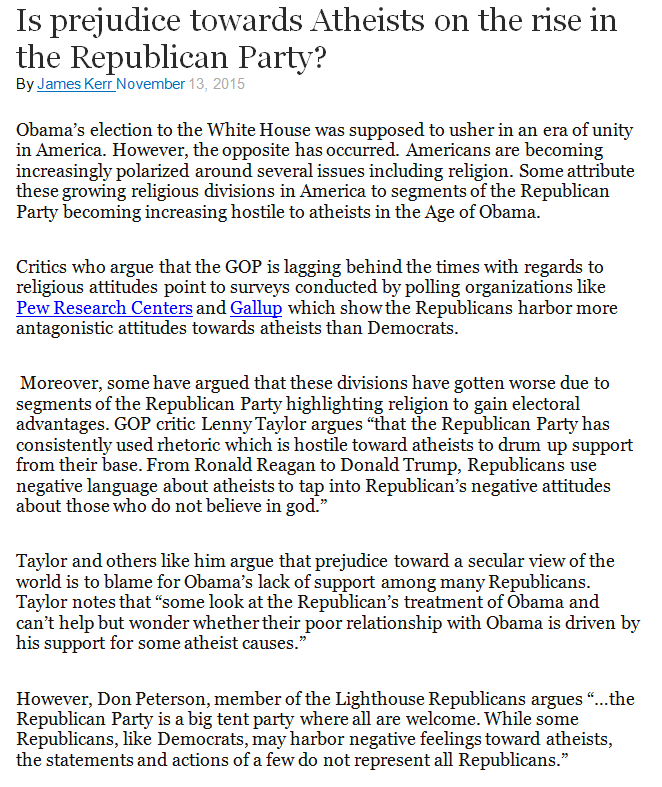 Is prejudice towards Atheists on the rise in
the Republican Party?
By James Kerr November 13, 2015
Obama’s election to the White House was supposed to usher in an era of unity
in America. However, the opposite has occurred. Americans are becoming
increasingly polarized around several issues including religion. Some attribute
these growing religious divisions in America to segments of the Republican
Party becoming increasing hostile to atheists in the Age of Obama.
Critics who argue that the GOP is lagging behind the times with regards to
religious attitudes point to surveys conducted by polling organizations like
Pew Research Centers and Gallup which show the Republicans harbor more
antagonistic attitudes towards atheists than Democrats.
Moreover, some have argued that these divisions have gotten worse due to
segments of the Republican Party highlighting religion to gain electoral
advantages. GOP critic Lenny Taylor argues “that the Republican Party has
consistently used rhetoric which is hostile toward atheists to drum up support
from their base. From Ronald Reagan to Donald Trump, Republicans use
negative language about atheists to tap into Republican’s negative attitudes
about those who do not believe in god.”
Taylor and others like him argue that prejudice toward a secular view of the
world is to blame for Obama’s lack of support among many Republicans.
Taylor notes that “some look at the Republican’s treatment of Obama and
can’t help but wonder whether their poor relationship with Obama is driven by
his support for some atheist causes.”
However, Don Peterson, member of the Lighthouse Republicans argues “…the
Republican Party is a big tent party where all are welcome. While some
Republicans, like Democrats, may harbor negative feelings toward atheists,
the statements and actions of a few do not represent all Republicans.”